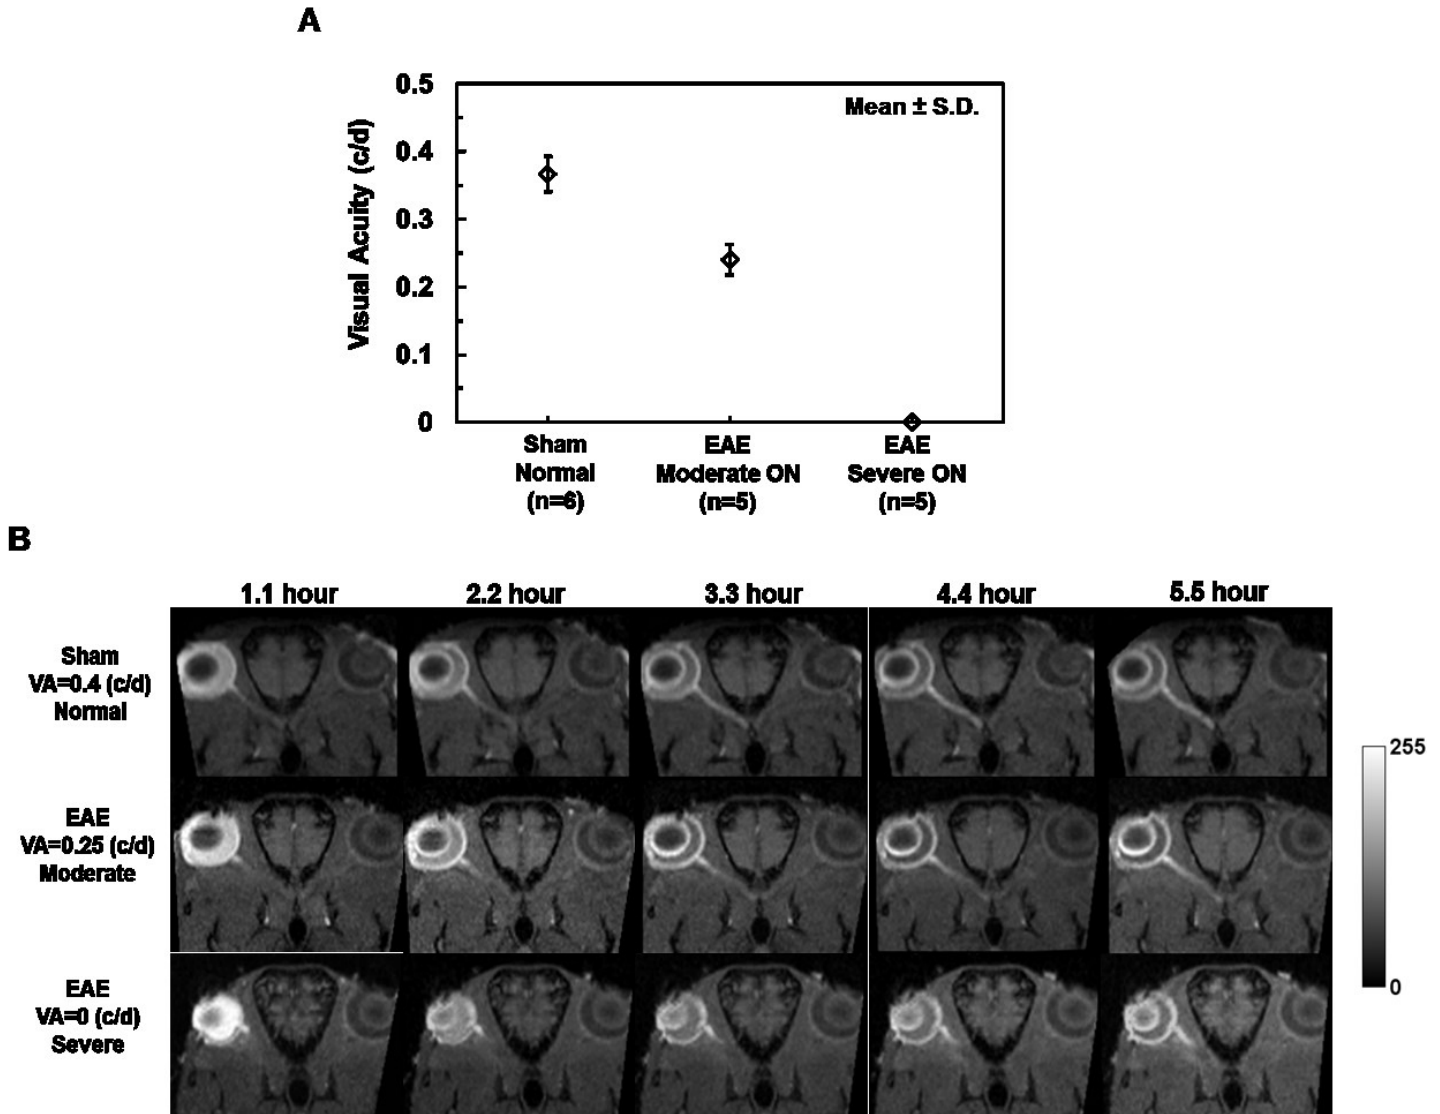 A
0.5
0.4
0.3
0.2
0.1
0
Visual Acuity (c/d)
Mean ± S.D.
Sham
Normal
(n=6)
EAE
Moderate ON
(n=5)
EAE
Severe ON
(n=5)
B
1.1 hour
2.2 hour
3.3 hour
4.4 hour
5.5 hour
Sham
VA=0.4 (c/d)
Normal
EAE
VA=0.25 (c/d)
Moderate
EAE
VA=0 (c/d)
Severe
255
0